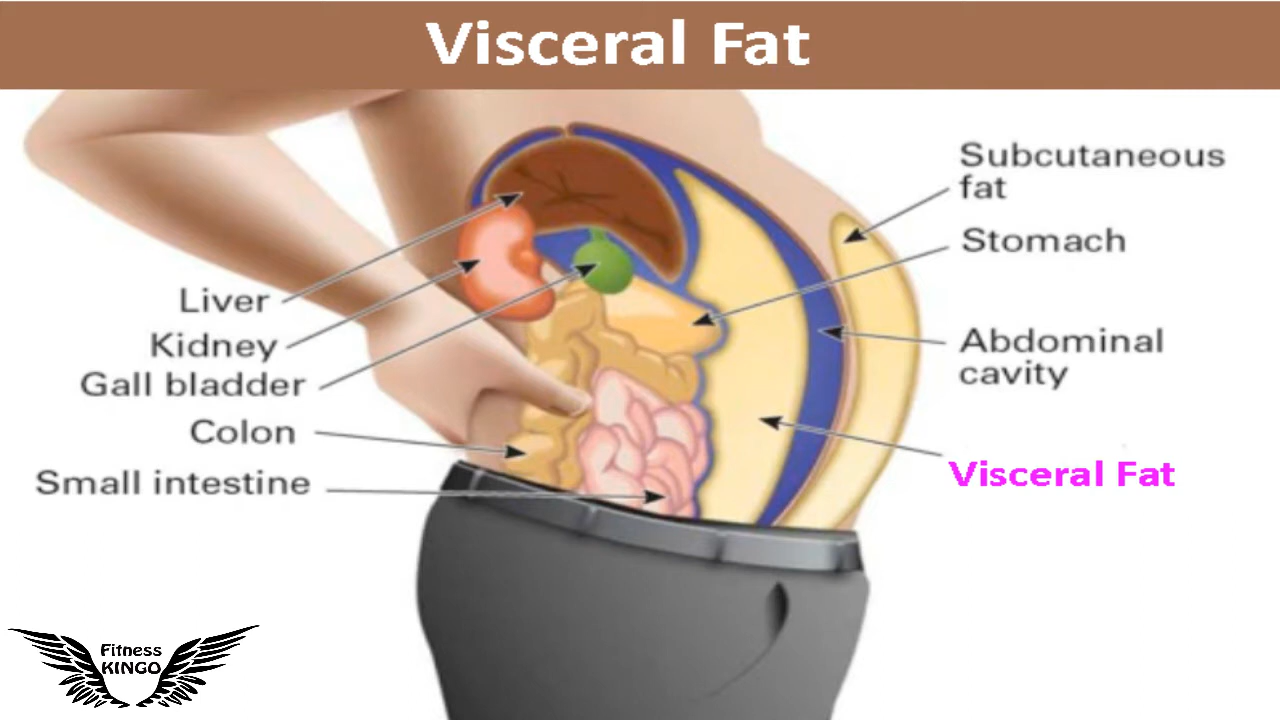 Visceral Fat
Subcutaneous
fat
Stomach
Liver
Kidney
Abdominal
cavity
Gall bladder
Colon
Visceral Fat
Small intestine
Fitness
KINGO